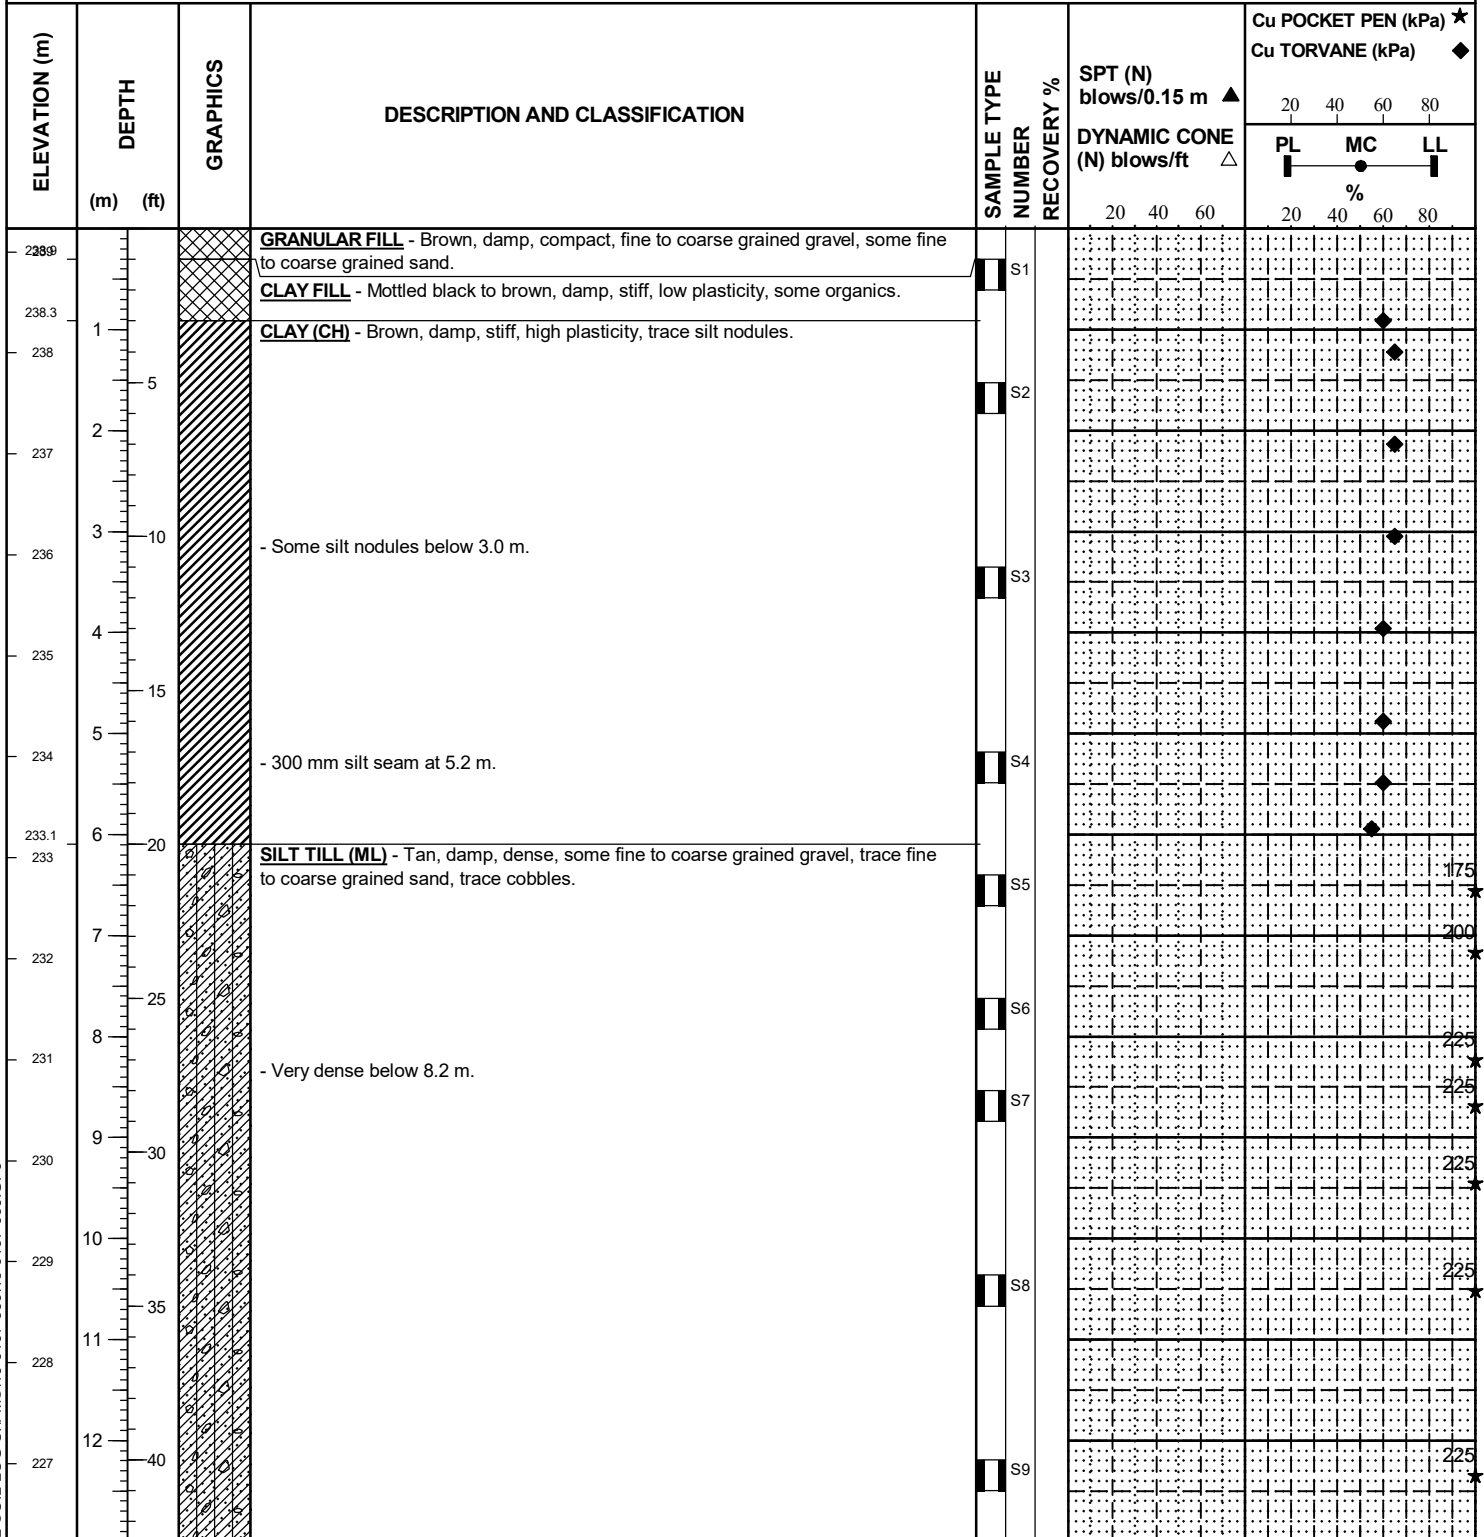 ELEVATION (m)
DEPTH
(m) (ft)
GRAPHICS
DESCRIPTION AND CLASSIFICATION
SAMPLE TYPE
NUMBER
RECOVERY %
SPT (N)
blows/0.15 m
DYNAMIC CONE
(N) blows/ft
20 40 60
Cu POCKET PEN (kPa)
Cu TORVANE (kPa)
20 40 60 80
PL MC LL
%
20 40 60 80
238.9
239
GRANULAR FILL - Brown, damp, compact, fine to coarse grained gravel, some fine
to coarse grained sand.
S1
CLAY FILL - Mottled black to brown, damp, stiff, low plasticity, some organics.
238.3
1
CLAY (CH) - Brown, damp, stiff, high plasticity, trace silt nodules.
238
5
S2
2
237
3
10
- Some silt nodules below 3.0 m.
236
S3
4
235
15
5
234
- 300 mm silt seam at 5.2 m.
S4
233.1
6
20
233
SILT TILL (ML) - Tan, damp, dense, some fine to coarse grained gravel, trace fine
to coarse grained sand, trace cobbles.
175
S5
7
200
232
25
S6
8
225
231
- Very dense below 8.2 m.
225
S7
9
30
230
225
10
229
225
S8
35
11
228
12
225
40
227
S9